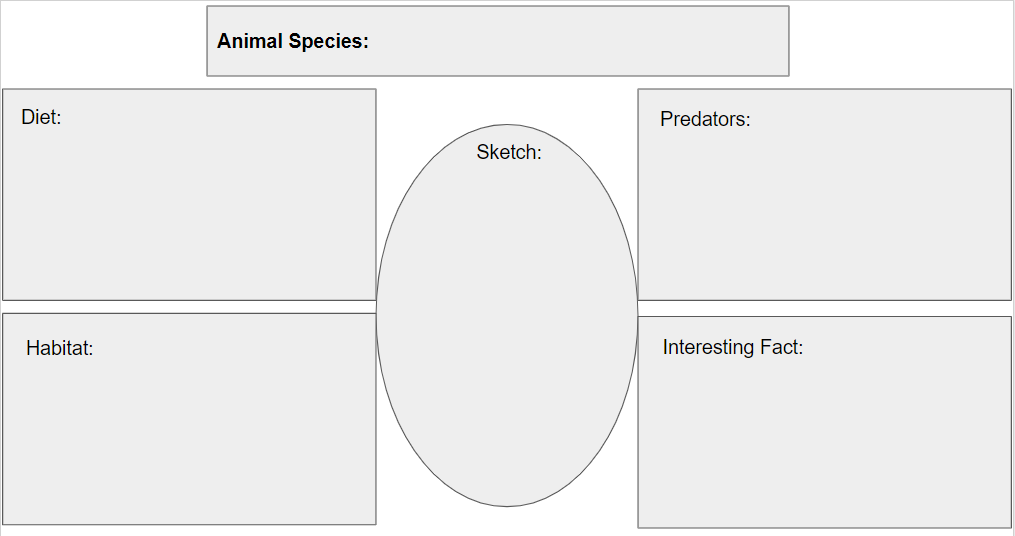 Animal Species:
Diet:
Sketch:
Predators:
Habitat:
Interesting Fact: